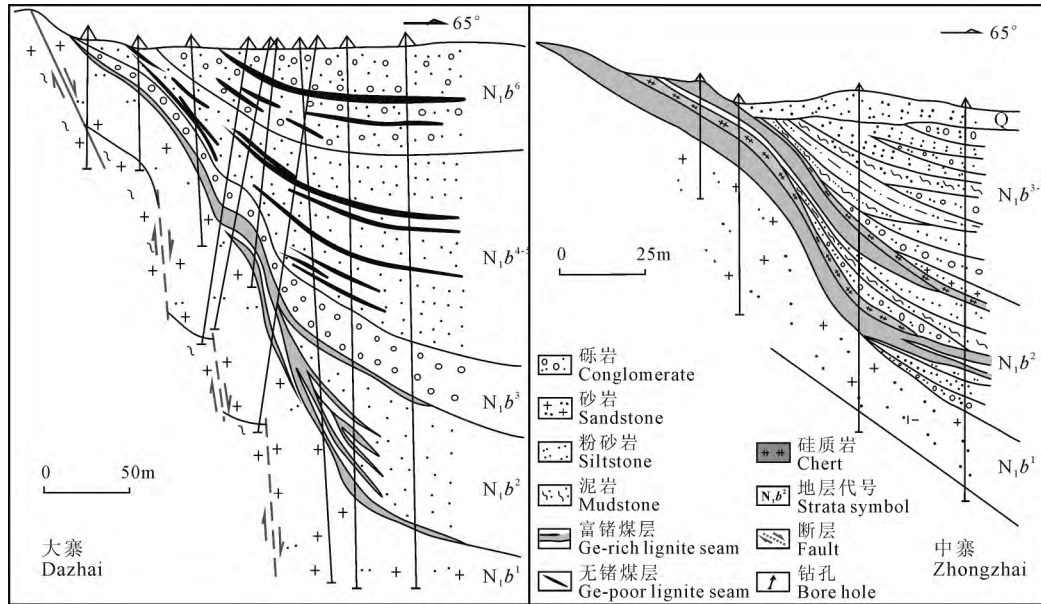 65°
N₁b⁶
N₁b⁴⁻⁵
N₁b³
N₁b²
N₁b¹
0 50m
大寨
Dazhai
65°
Q
N₁b³⁻
N₁b²
N₁b¹
0 25m
砾岩
Conglomerate
砂岩
Sandstone
粉砂岩
Siltstone
泥岩
Mudstone
富锗煤层
Ge-rich lignite seam
无锗煤层
Ge-poor lignite seam
硅质岩
Chert
N₁b² 地层代号
Strata symbol
断层
Fault
钻孔
Bore hole
中寨
Zhongzhai